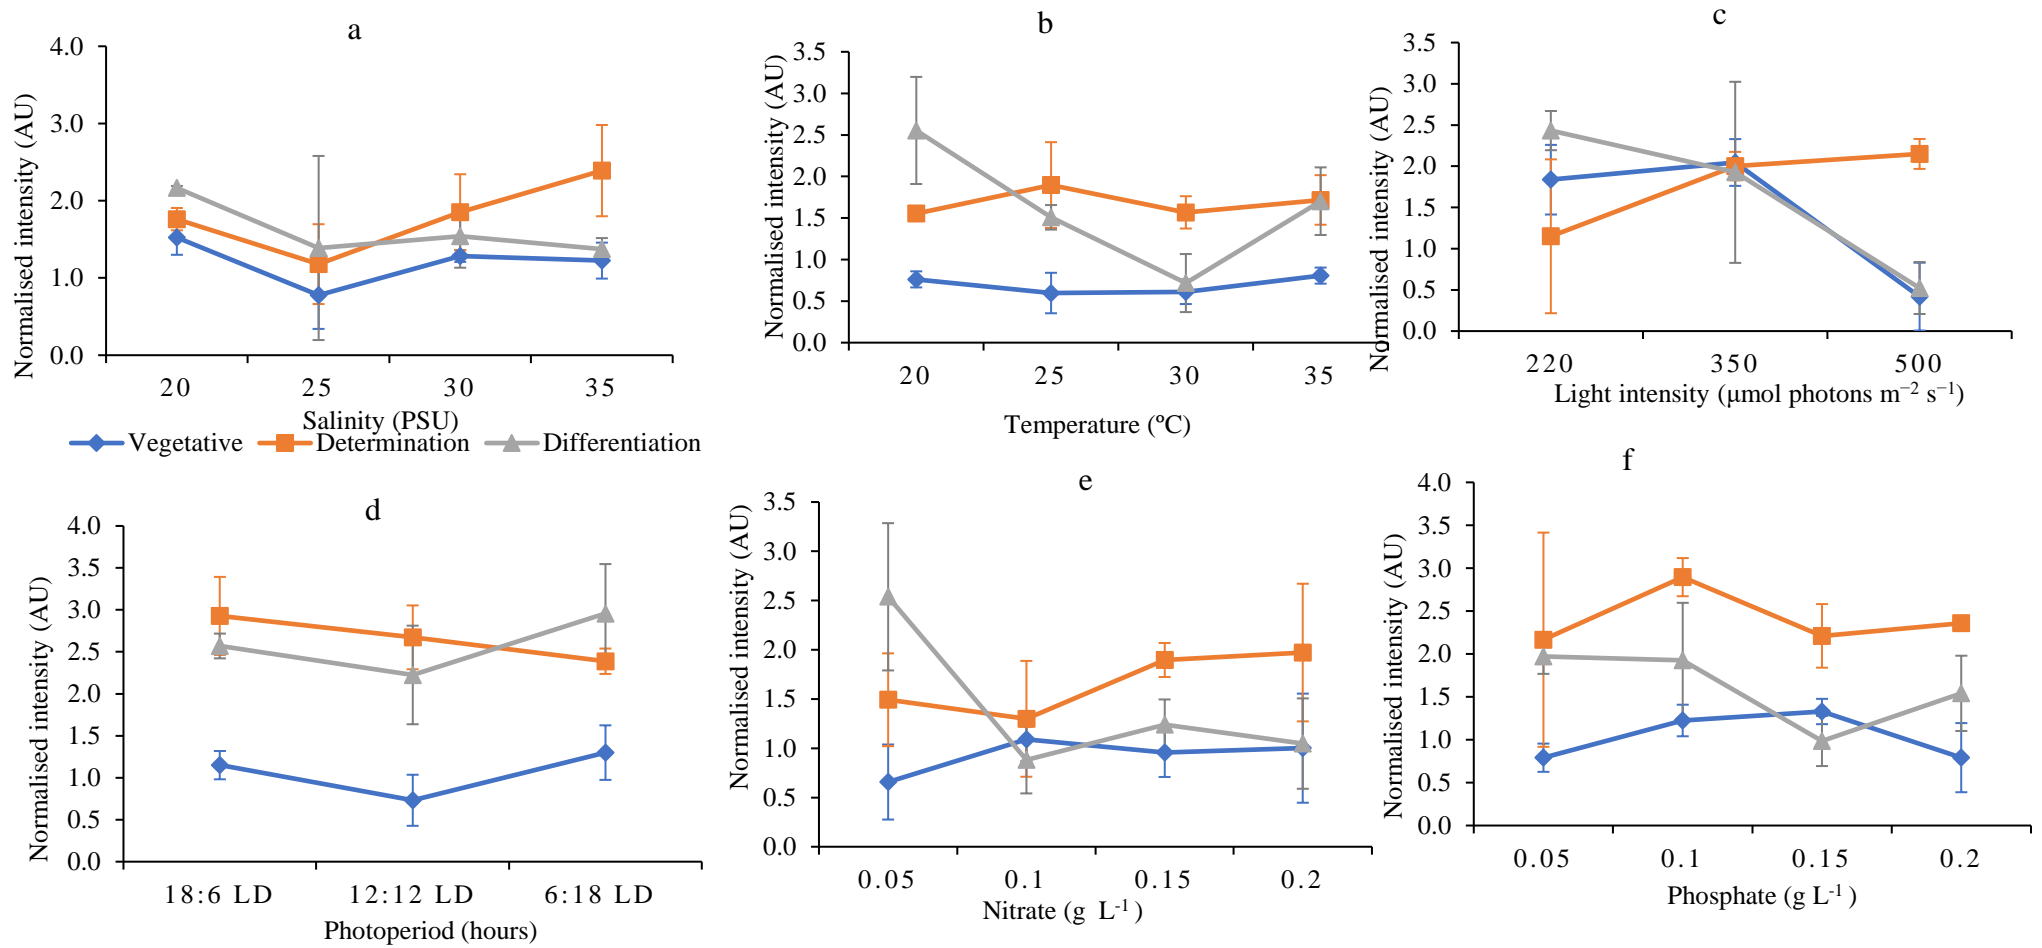 a
Normalised intensity (AU)
4.0
3.0
2.0
1.0
0.0
20 25 30 35
Salinity (PSU)
b
Normalised intensity (AU)
3.5
3.0
2.5
2.0
1.5
1.0
0.5
0.0
20 25 30 35
Temperature (ºC)
c
Normalised intensity (AU)
3.5
3.0
2.5
2.0
1.5
1.0
0.5
0.0
220 350 500
Light intensity (µmol photons m⁻² s⁻¹)
Vegetative Determination Differentiation
d
Normalised intensity (AU)
4.0
3.5
3.0
2.5
2.0
1.5
1.0
0.5
0.0
18:6 LD 12:12 LD 6:18 LD
Photoperiod (hours)
e
Normalised intensity (AU)
3.5
3.0
2.5
2.0
1.5
1.0
0.5
0.0
0.05 0.1 0.15 0.2
Nitrate (g L⁻¹)
f
Normalised intensity (AU)
4.0
3.5
3.0
2.5
2.0
1.5
1.0
0.5
0.0
0.05 0.1 0.15 0.2
Phosphate (g L⁻¹)